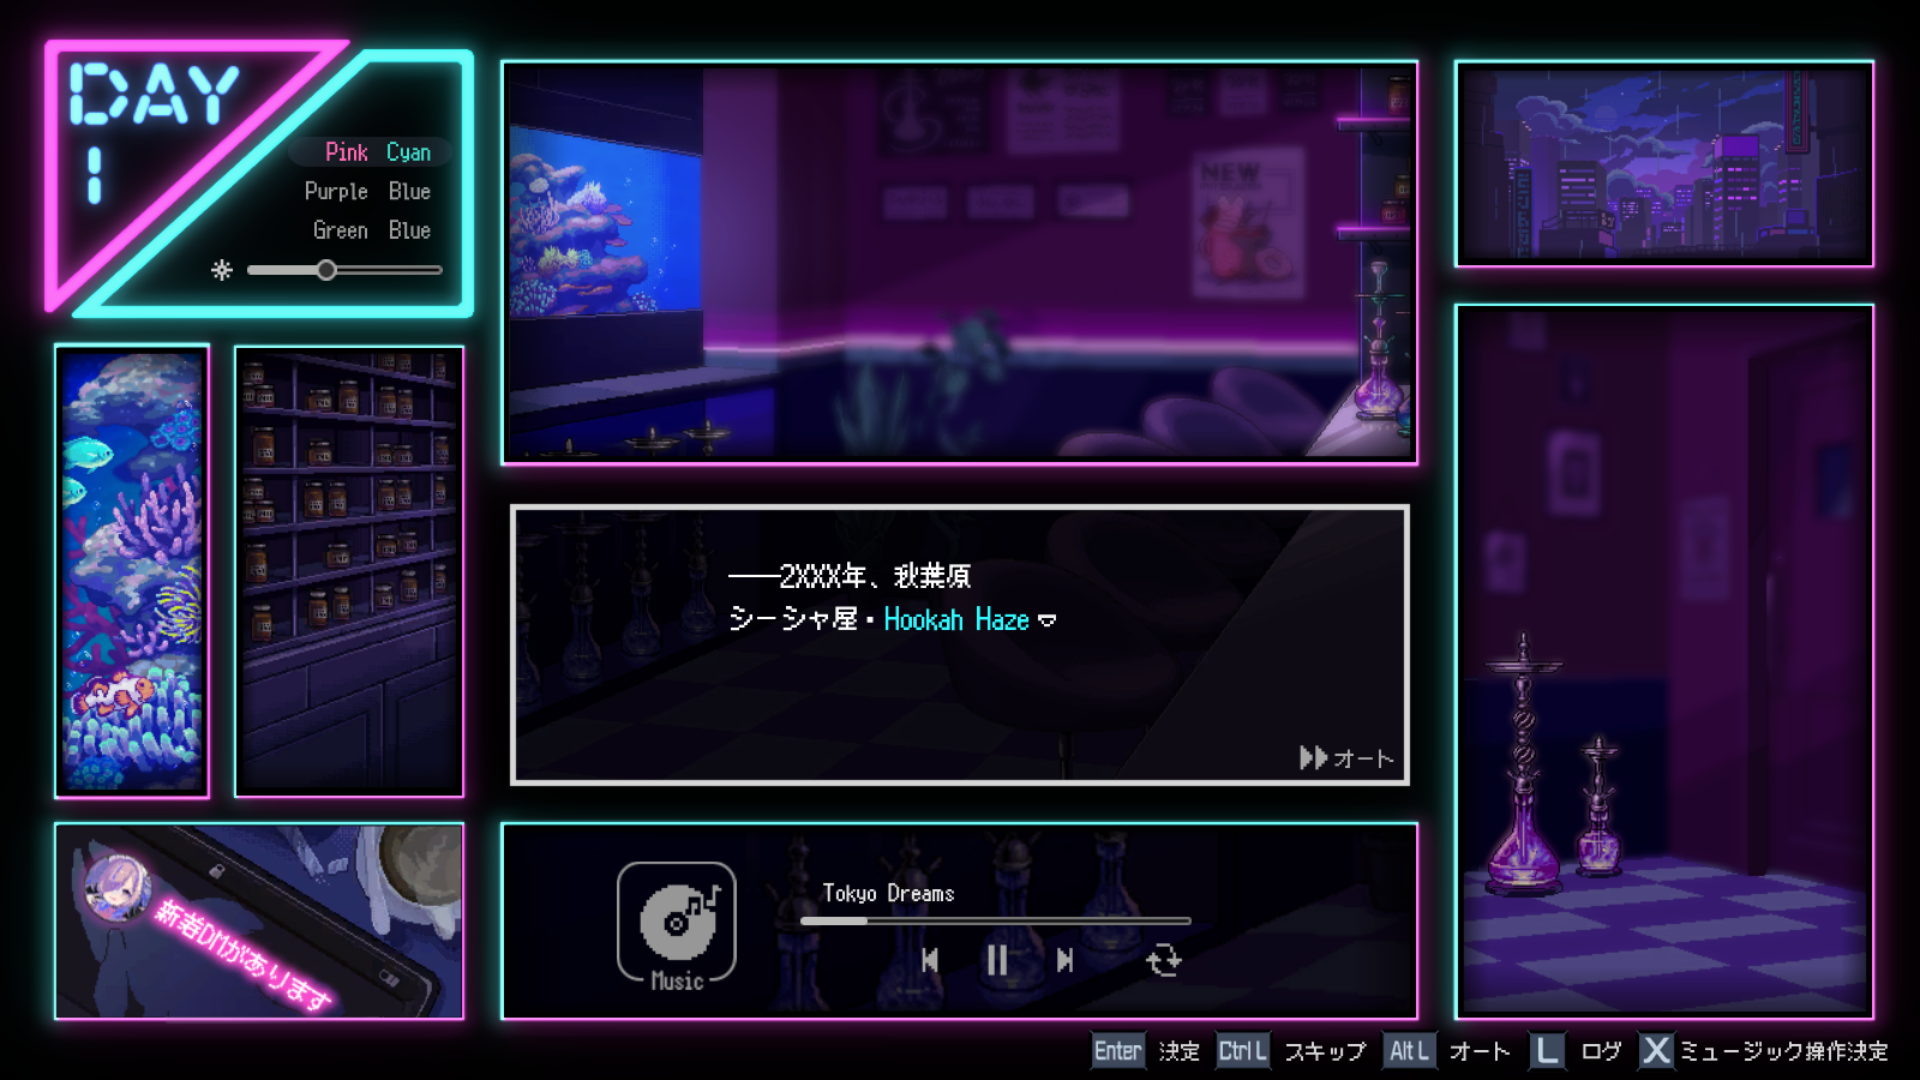 DAY
1
Pink Cyan
Purple Blue
Green Blue
NEW
――2XXX年、秋葉原
シーシャ屋・Hookah Haze
オート
新着DMがあります
Tokyo Dreams
Music
Enter 決定 Ctrl L スキップ Alt L オート L ログ X ミュージック操作決定